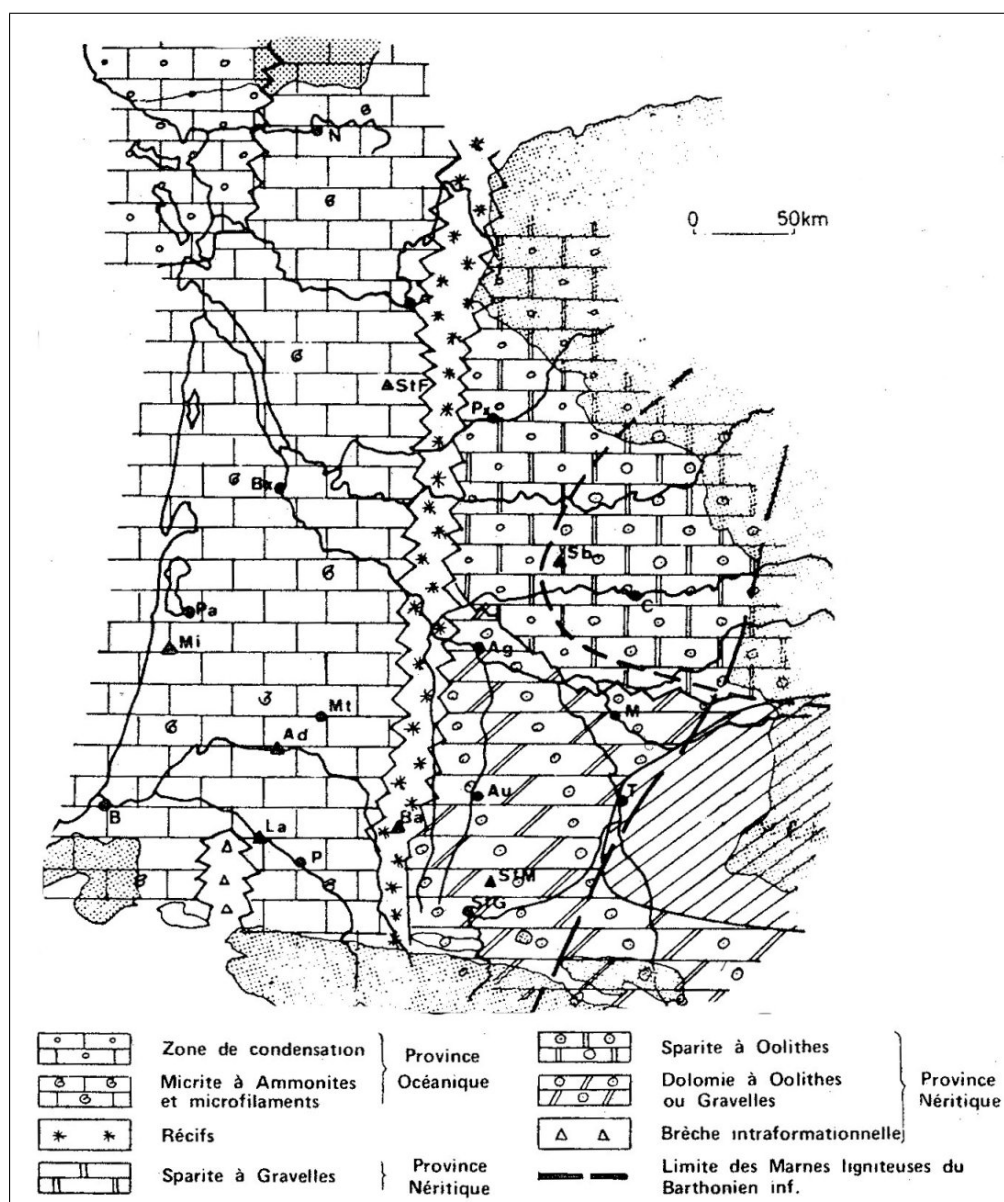 N
0 50km
StF
Px
Bx
Sb
C
Pa
Mi
Ag
Mt
M
Ad
Au
T
B
Ba
La
P
StM
StG
Zone de condensation
Micrite à Ammonites
et microfilaments
Province
Océanique
Récifs
Sparite à Gravelles
Province
Néritique
Sparite à Oolithes
Dolomie à Oolithes
ou Gravelles
Brèche intraformationnelle
Province
Néritique
Limite des Marnes ligniteuses du
Barthonien inf.